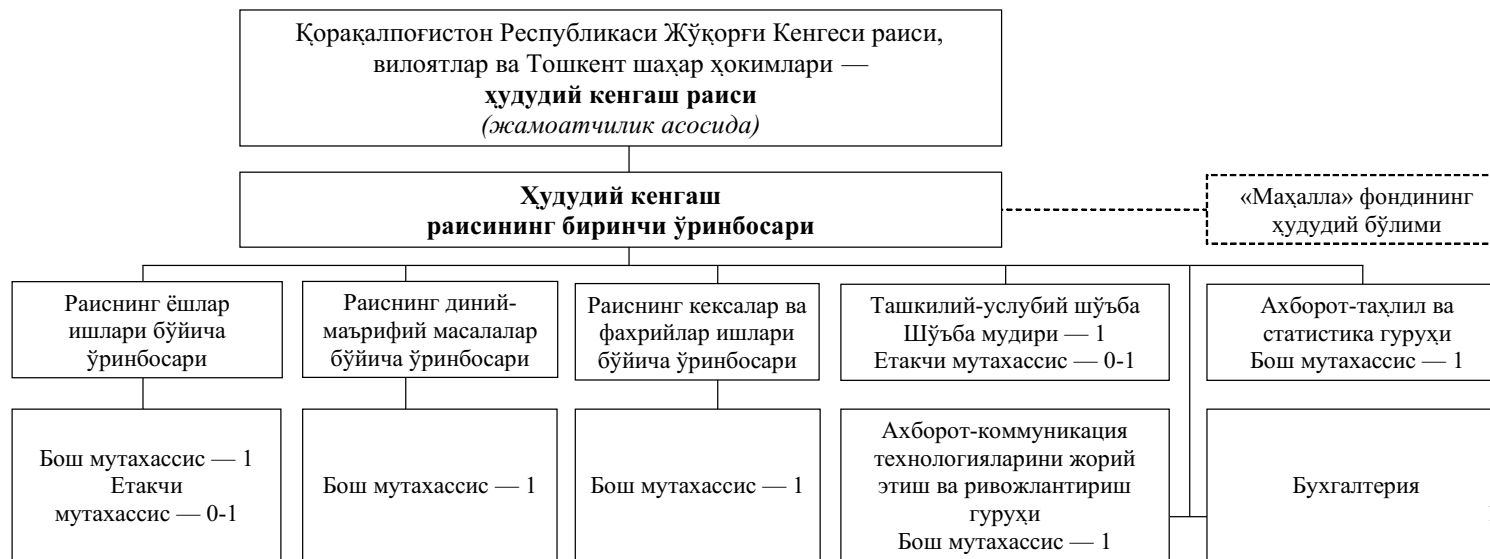 Қорақалпоғистон Республикаси Жўқорғи Кенгеси раиси,
вилоятлар ва Тошкент шаҳар ҳокимлари —
ҳудудий кенгаш раиси
(жамоатчилик асосида)
Ҳудудий кенгаш
раисининг биринчи ўринбосари
«Маҳалла» фондининг
ҳудудий бўлими
Раиснинг ёшлар
ишлари бўйича
ўринбосари
Раиснинг диний-
маърифий масалалар
бўйича ўринбосари
Раиснинг кексалар ва
фахрийлар ишлари
бўйича ўринбосари
Ташкилий-услубий шўъба
Шўъба мудири — 1
Етакчи мутахассис — 0-1
Ахборот-таҳлил ва
статистика гуруҳи
Бош мутахассис — 1
Бош мутахассис — 1
Етакчи
мутахассис — 0-1
Бош мутахассис — 1
Бош мутахассис — 1
Ахборот-коммуникация
технологияларини жорий
этиш ва ривожлантириш
гуруҳи
Бош мутахассис — 1
Бухгалтерия